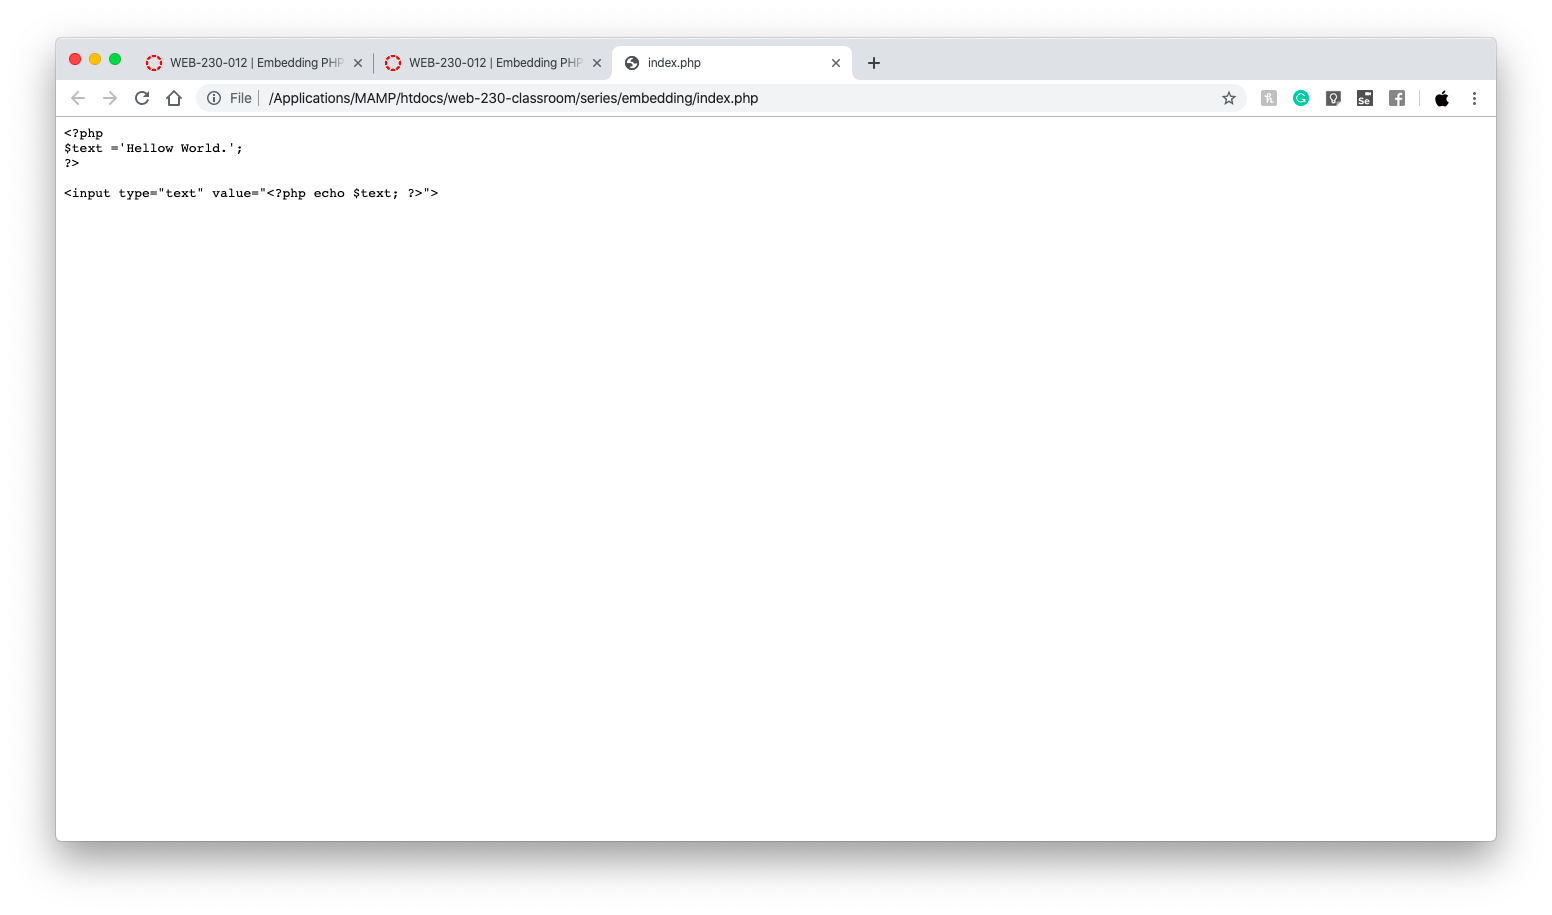 WEB-230-012 | Embedding PHP
WEB-230-012 | Embedding PHP
index.php
File
/Applications/MAMP/htdocs/web-230-classroom/series/embedding/index.php
Se
<?php
$text ='Hellow World.';
?>
<input type="text" value="<?php echo $text; ?>">